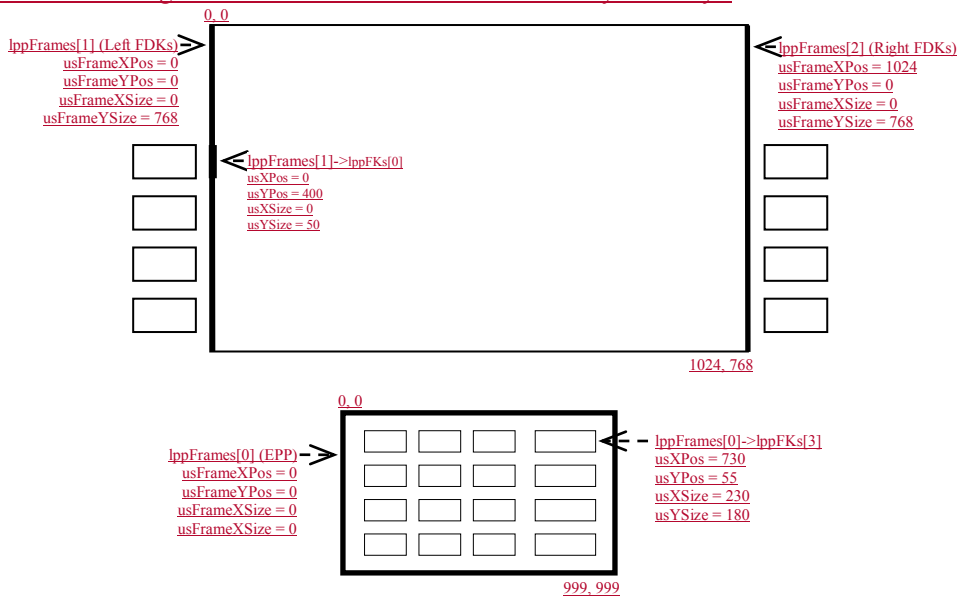 0, 0
lppFrames[1] (Left FDKs)
usFrameXPos = 0
usFrameYPos = 0
usFrameXSize = 0
usFrameYSize = 768
lppFrames[2] (Right FDKs)
usFrameXPos = 1024
usFrameYPos = 0
usFrameXSize = 0
usFrameYSize = 768
lppFrames[1]->lppFKs[0]
usXPos = 0
usYPos = 400
usXSize = 0
usYSize = 50
1024, 768
0, 0
lppFrames[0] (EPP)
usFrameXPos = 0
usFrameYPos = 0
usFrameXSize = 0
usFrameXSize = 0
lppFrames[0]->lppFKs[3]
usXPos = 730
usYPos = 55
usXSize = 230
usYSize = 180
999, 999